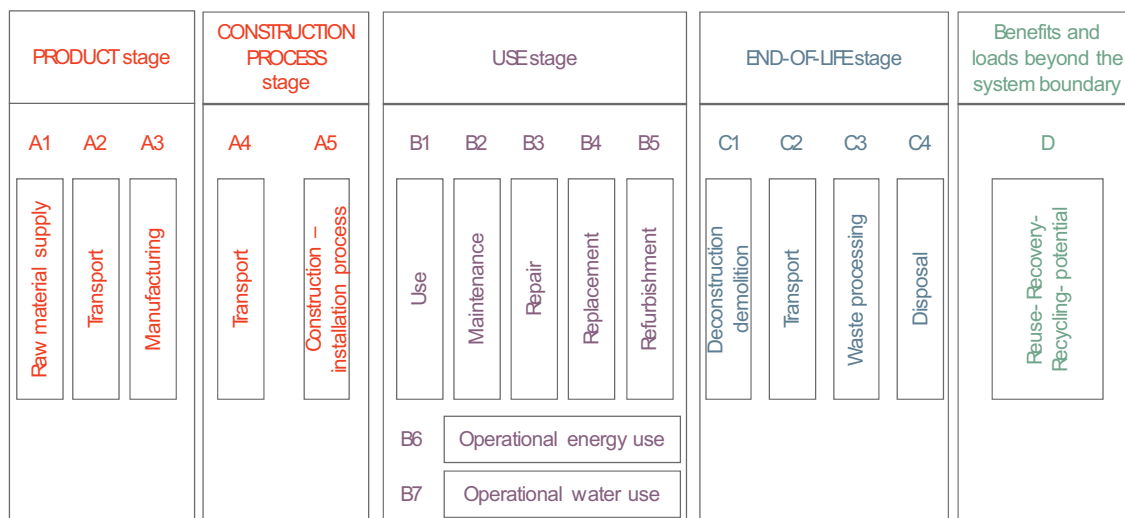 PRODUCT stage
CONSTRUCTION
PROCESS
stage
USE stage
END-OF-LIFE stage
Benefits and
loads beyond the
system boundary
A1 A2 A3 A4 A5 B1 B2 B3 B4 B5 C1 C2 C3 C4 D
Raw material supply
Transport
Manufacturing
Transport
Construction –
installation process
Use
Maintenance
Repair
Replacement
Refurbishment
Deconstruction
demolition
Transport
Waste processing
Disposal
Reuse- Recovery-
Recycling- potential
B6 Operational energy use
B7 Operational water use